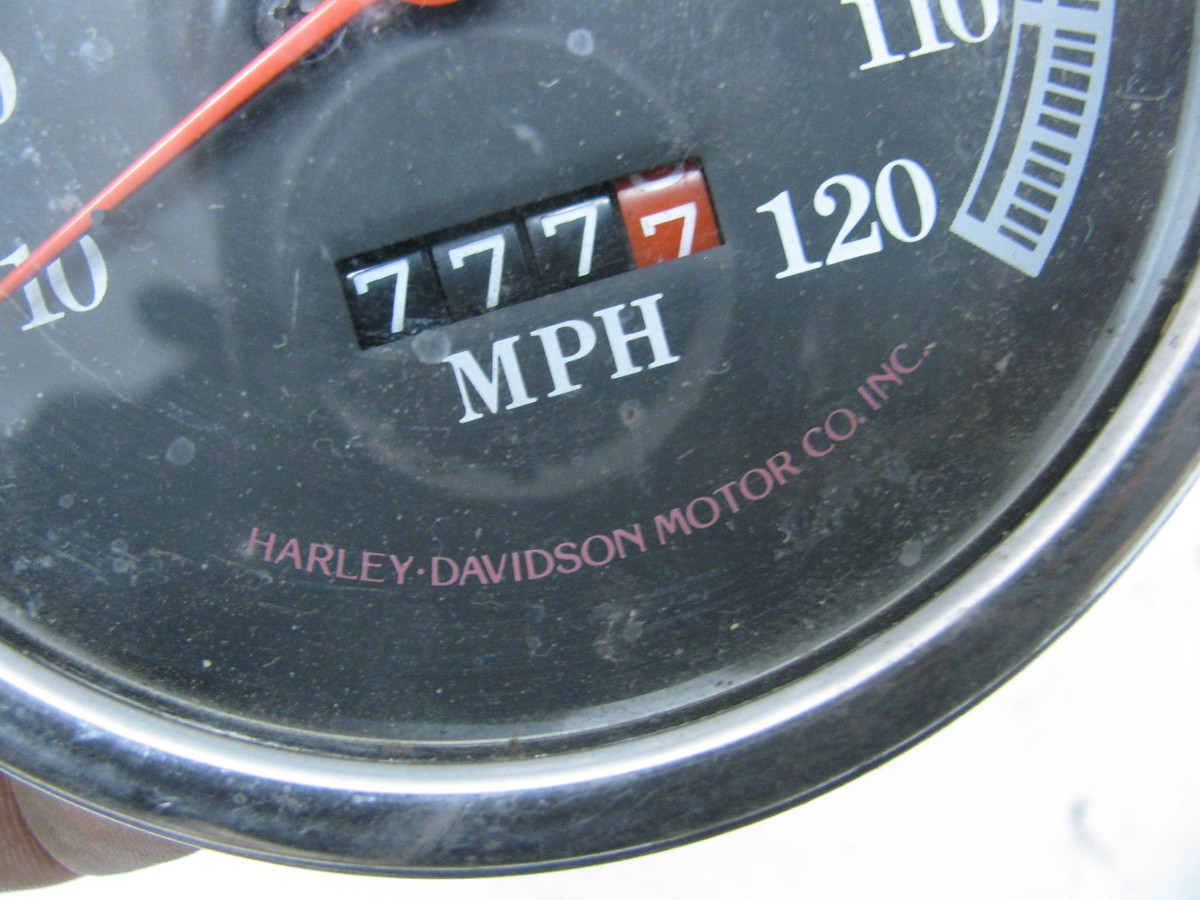 110
120
10
7777
MPH
HARLEY·DAVIDSON MOTOR CO. INC.